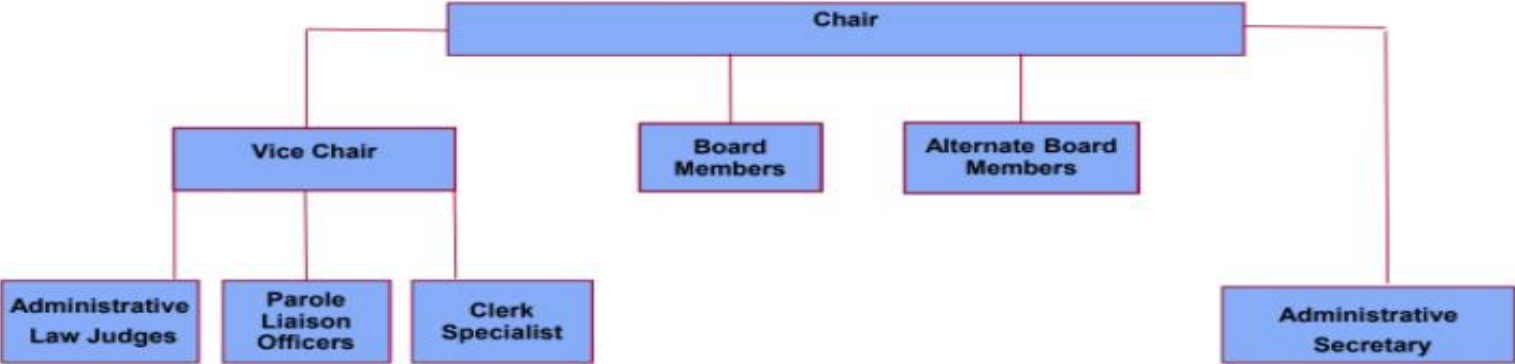 Chair
Vice Chair
Board
Members
Alternate Board
Members
Administrative
Law Judges
Parole
Liaison
Officers
Clerk
Specialist
Administrative
Secretary